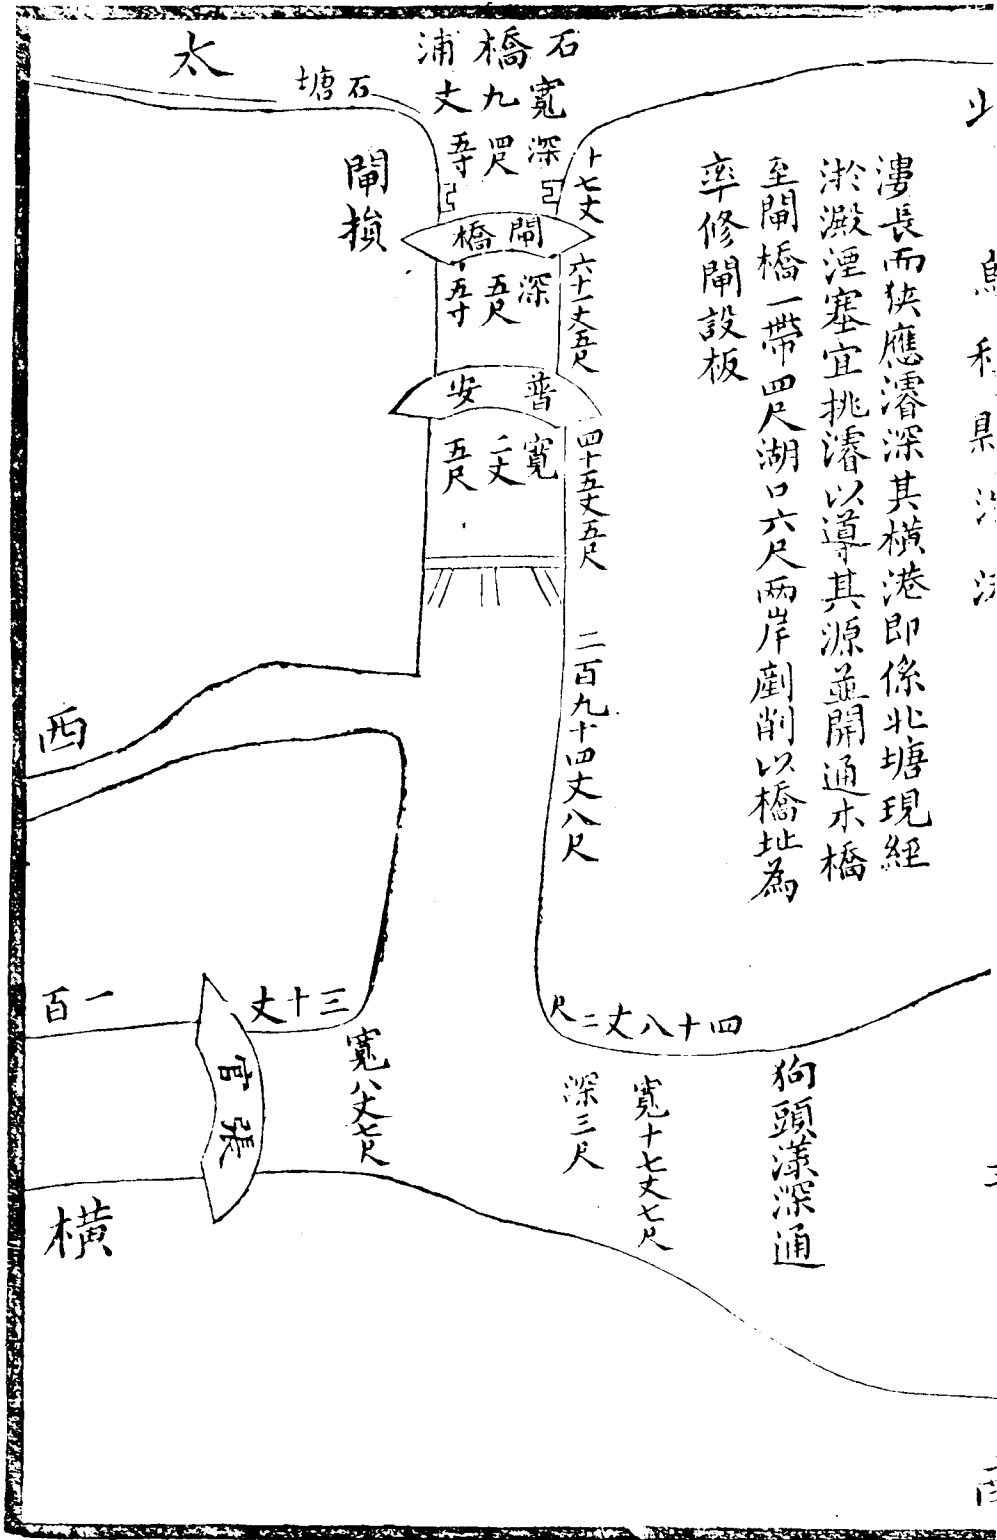 漊長而狹應濬深其橫港即係北塘現經
淤澱湮塞宜挑濬以導其源並開通木橋
至閘橋一帶四尺湖口六尺兩岸剷削以橋址為
率修閘設板
石橋浦
寬九丈
深四尺五寸
十七丈
太
石塘
閘損
閘橋
六十一丈五尺
深五尺
普安
四十五丈五尺
寬二丈五尺
二百九十四丈八尺
西
四十八丈二尺
三十丈
一百
官張
寬八丈七尺
深三尺
寬十七丈七尺
狗頭漾深通
橫